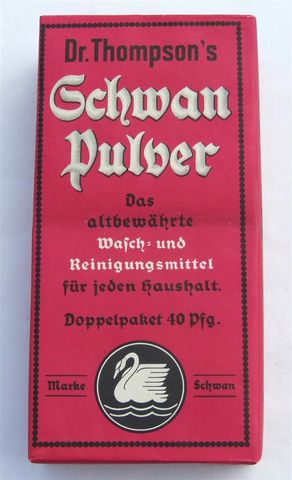 Dr. Thompson's
Schwan
Pulver
Das
altbewährte
Waſch- und
Reinigungsmittel
für jeden Haushalt.
Doppelpaket 40 Pfg.
Marke Schwan